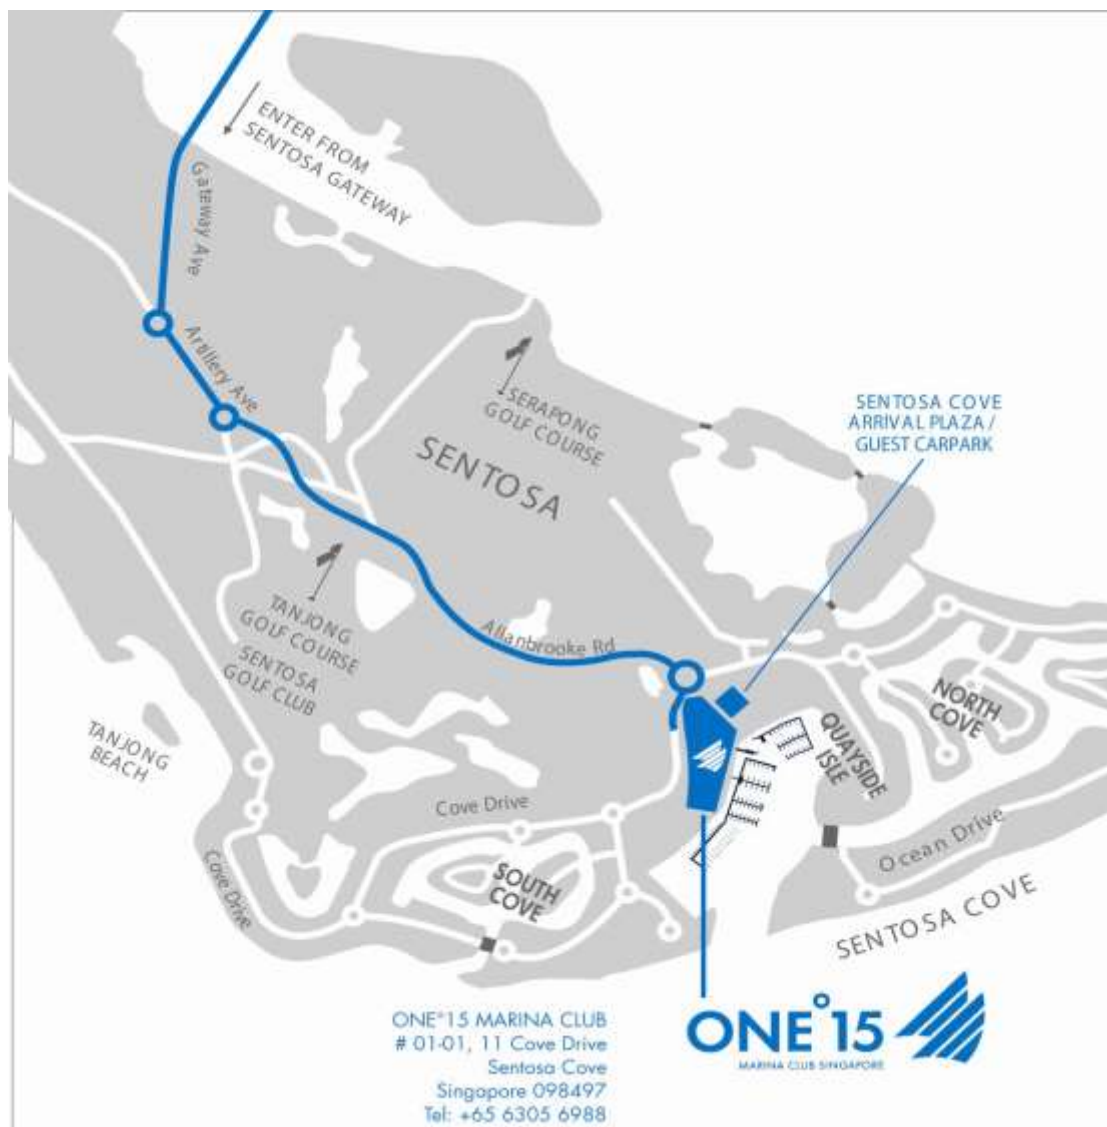 ENTER FROM
SENTOSA GATEWAY
Gateway Ave
Artillery Ave
SERAPONG
GOLF COURSE
SENTOSA
SENTOSA COVE
ARRIVAL PLAZA /
GUEST CARPARK
TANJONG
GOLF COURSE
SENTOSA
GOLF CLUB
Allanbrooke Rd
TANJONG
BEACH
NORTH
COVE
QUAYSIDE
ISLE
Cove Drive
Cove Drive
SOUTH
COVE
Ocean Drive
SENTOSA COVE
ONE°15 MARINA CLUB
# 01-01, 11 Cove Drive
Sentosa Cove
Singapore 098497
Tel: +65 6305 6988
ONE°15
MARINA CLUB SINGAPORE